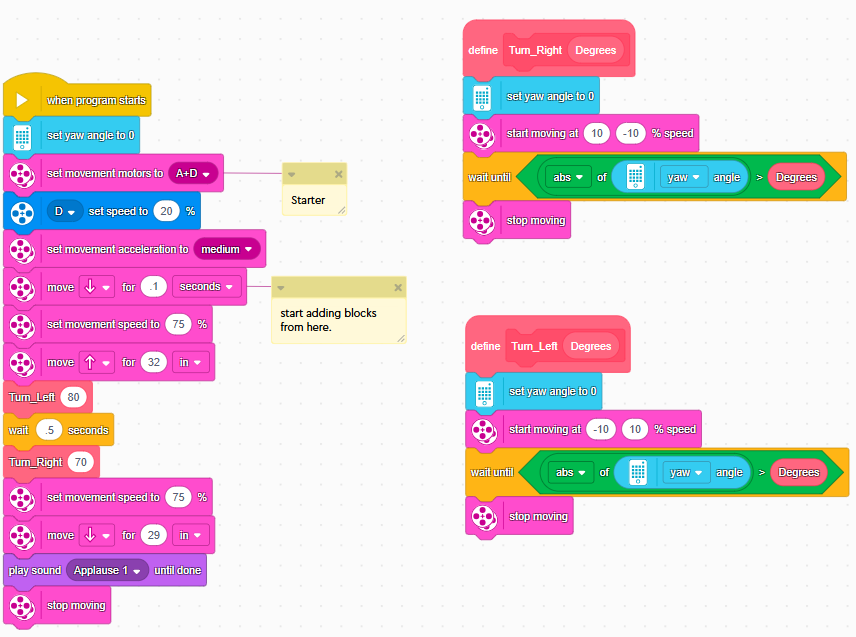 when program starts
set yaw angle to 0
set movement motors to A+D
D set speed to 20 %
set movement acceleration to medium
move for .1 seconds
set movement speed to 75 %
move for 32 in
Turn_Left 80
wait .5 seconds
Turn_Right 70
set movement speed to 75 %
move for 29 in
play sound Applause 1 until done
stop moving
Starter
start adding blocks
from here.
define Turn_Right Degrees
set yaw angle to 0
start moving at 10 -10 % speed
wait until abs of yaw angle > Degrees
stop moving
define Turn_Left Degrees
set yaw angle to 0
start moving at -10 10 % speed
wait until abs of yaw angle > Degrees
stop moving